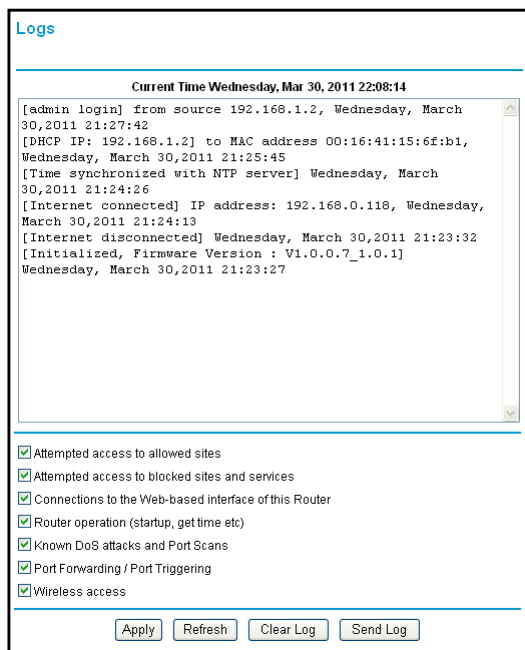 Logs
Current Time Wednesday, Mar 30, 2011 22:08:14
[admin login] from source 192.168.1.2, Wednesday, March
30,2011 21:27:42
[DHCP IP: 192.168.1.2] to MAC address 00:16:41:15:6f:b1,
Wednesday, March 30,2011 21:25:45
[Time synchronized with NTP server] Wednesday, March
30,2011 21:24:26
[Internet connected] IP address: 192.168.0.118, Wednesday,
March 30,2011 21:24:13
[Internet disconnected] Wednesday, March 30,2011 21:23:32
[Initialized, Firmware Version : V1.0.0.7_1.0.1]
Wednesday, March 30,2011 21:23:27
Attempted access to allowed sites
Attempted access to blocked sites and services
Connections to the Web-based interface of this Router
Router operation (startup, get time etc)
Known DoS attacks and Port Scans
Port Forwarding / Port Triggering
Wireless access
Apply Refresh Clear Log Send Log